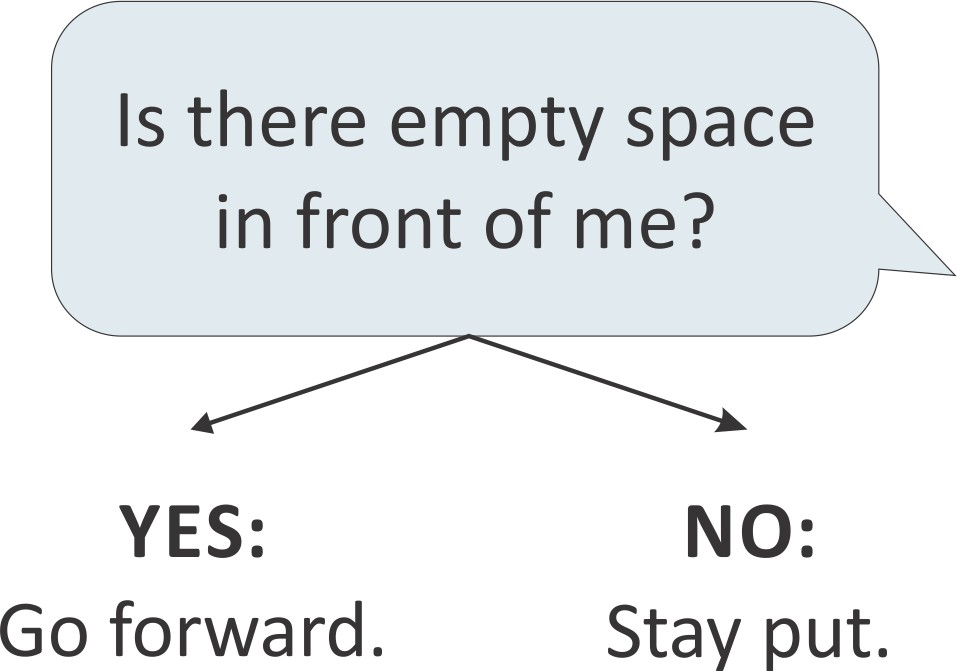 Is there empty space
in front of me?
YES:
NO:
Go forward.
Stay put.